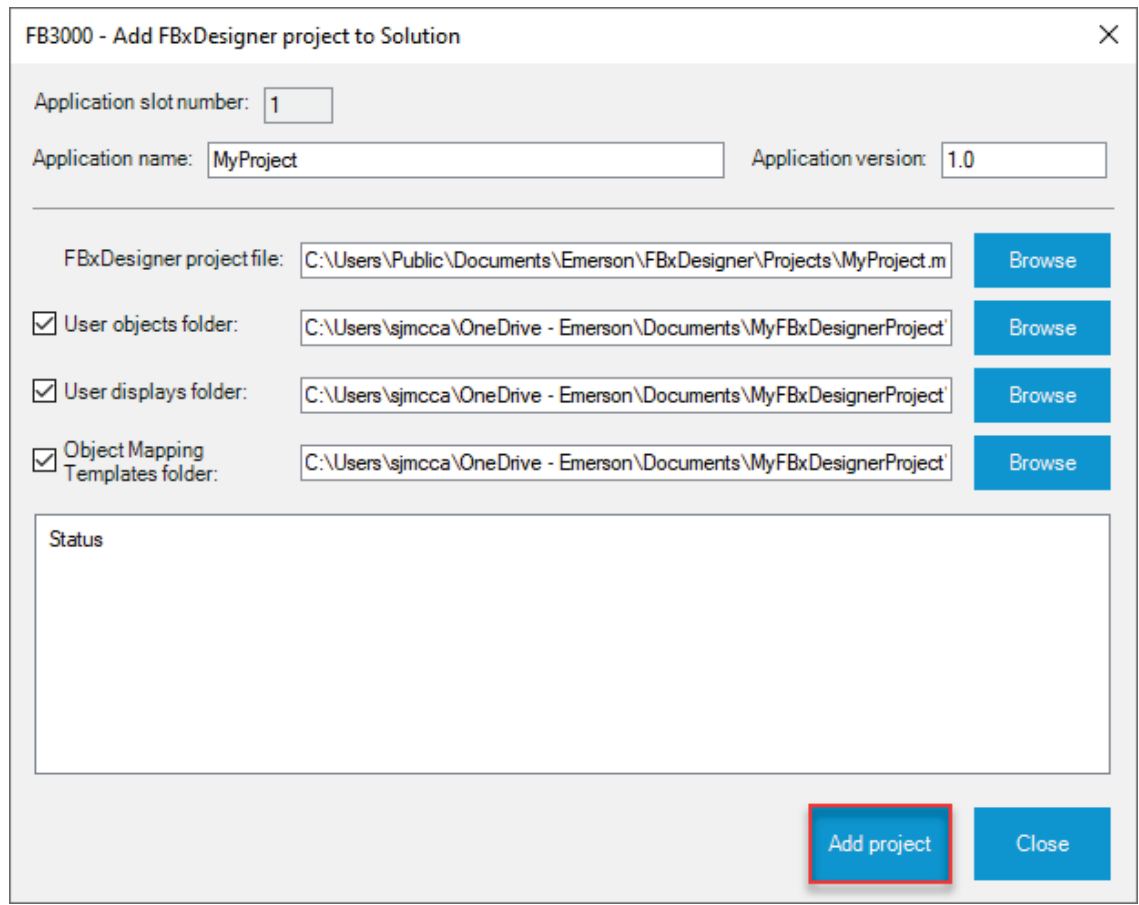 FB3000 - Add FBxDesigner project to Solution
Application slot number: 1
Application name: MyProject Application version: 1.0
FBxDesigner project file: C:\Users\Public\Documents\Emerson\FBxDesigner\Projects\MyProject.m Browse
User objects folder: C:\Users\sjmcca\OneDrive - Emerson\Documents\MyFBxDesignerProject Browse
User displays folder: C:\Users\sjmcca\OneDrive - Emerson\Documents\MyFBxDesignerProject Browse
Object Mapping
Templates folder: C:\Users\sjmcca\OneDrive - Emerson\Documents\MyFBxDesignerProject Browse
Status
Add project Close